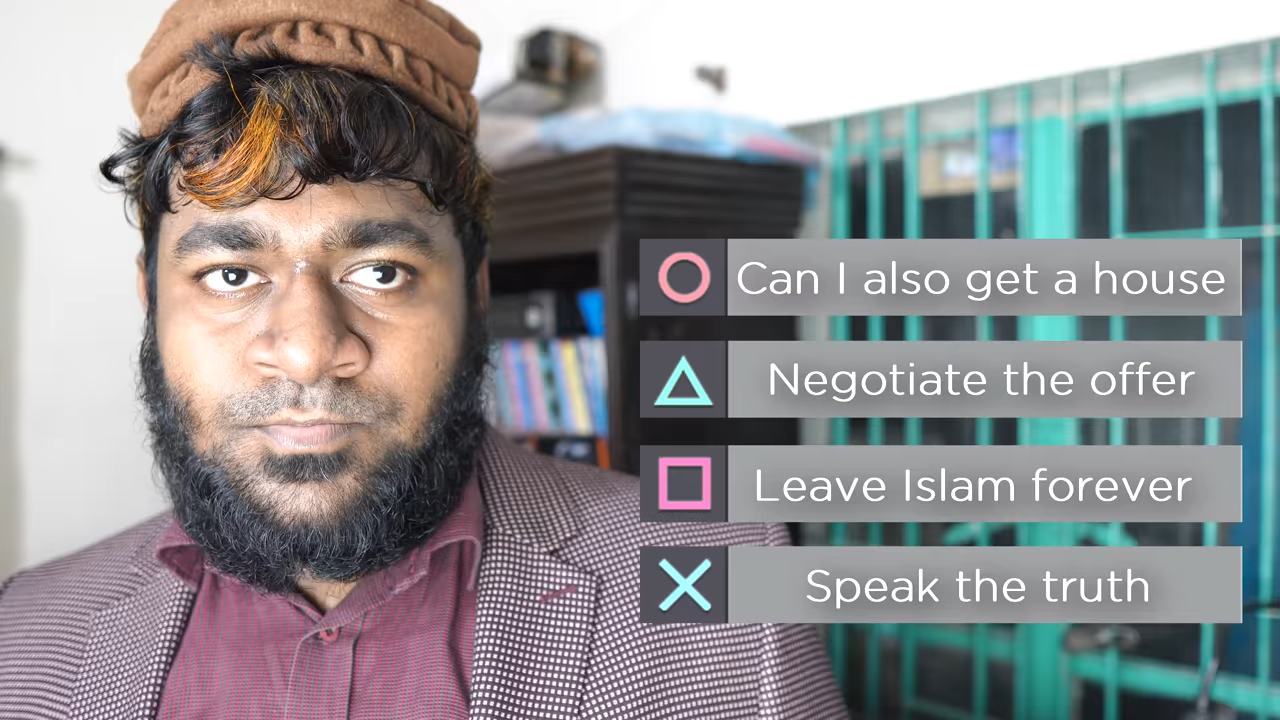 Can I also get a house
Negotiate the offer
Leave Islam forever
Speak the truth